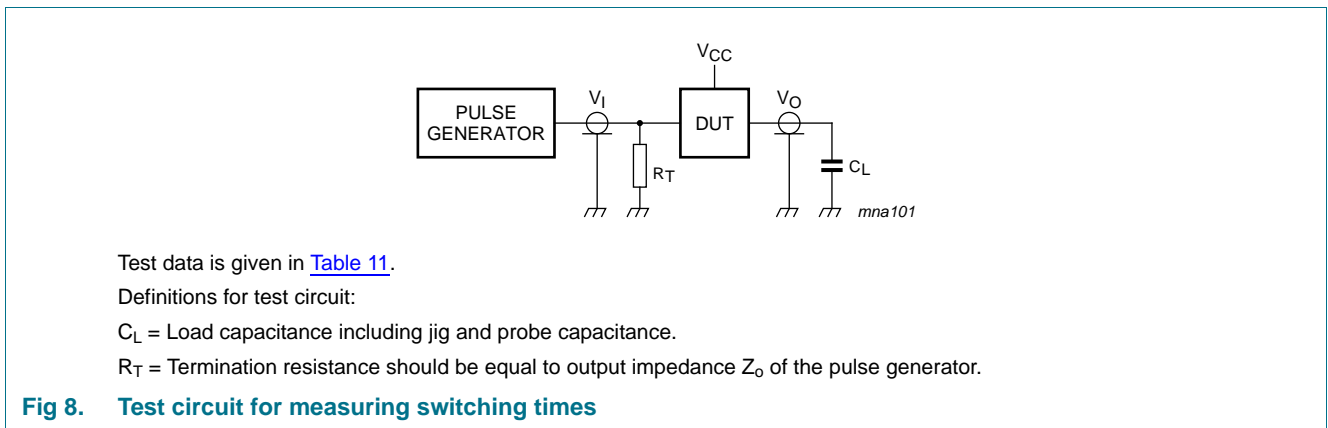 V_CC
PULSE GENERATOR
V_I
DUT
V_O
R_T
C_L
mna101
Test data is given in Table 11.
Definitions for test circuit:
C_L = Load capacitance including jig and probe capacitance.
R_T = Termination resistance should be equal to output impedance Z_o of the pulse generator.
Fig 8. Test circuit for measuring switching times